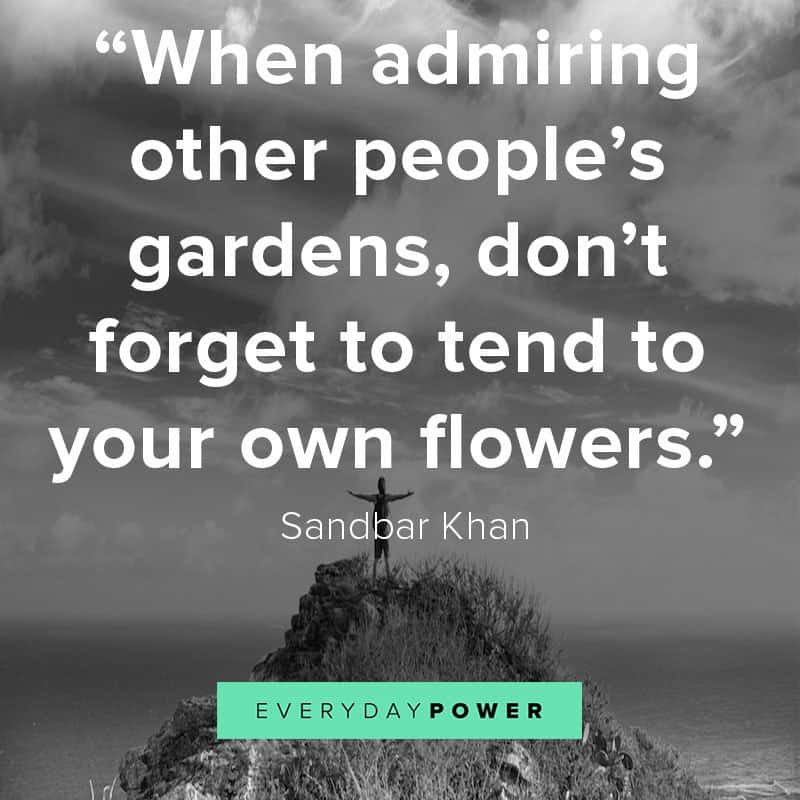 “When admiring
other people’s
gardens, don’t
forget to tend to
your own flowers.”
Sandbar Khan
EVERYDAYPOWER